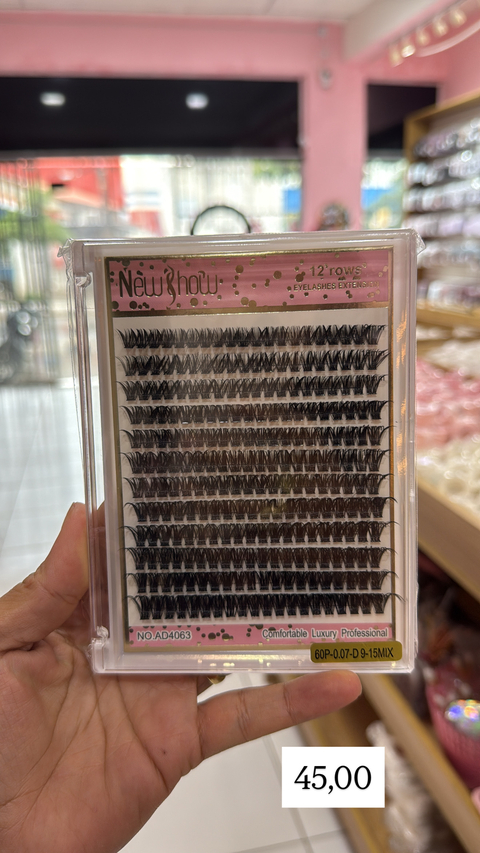 New Show
12 rows
EYELASHES EXTENSION
NO.AD4063
Comfortable Luxury Professional
60P-0.07-D 9-15MIX
45,00